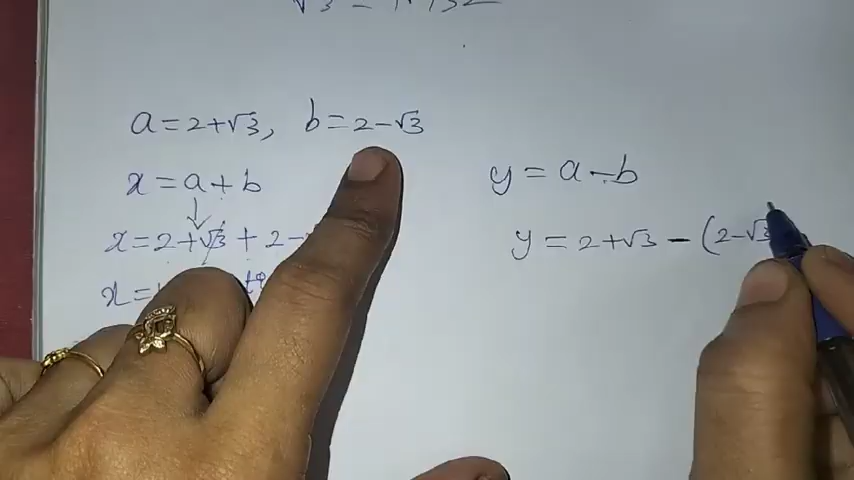 a = 2+√3, b = 2-√3
x = a + b
y = a - b
x = 2+√3 + 2-
y = 2+√3 - (2-√3
x =